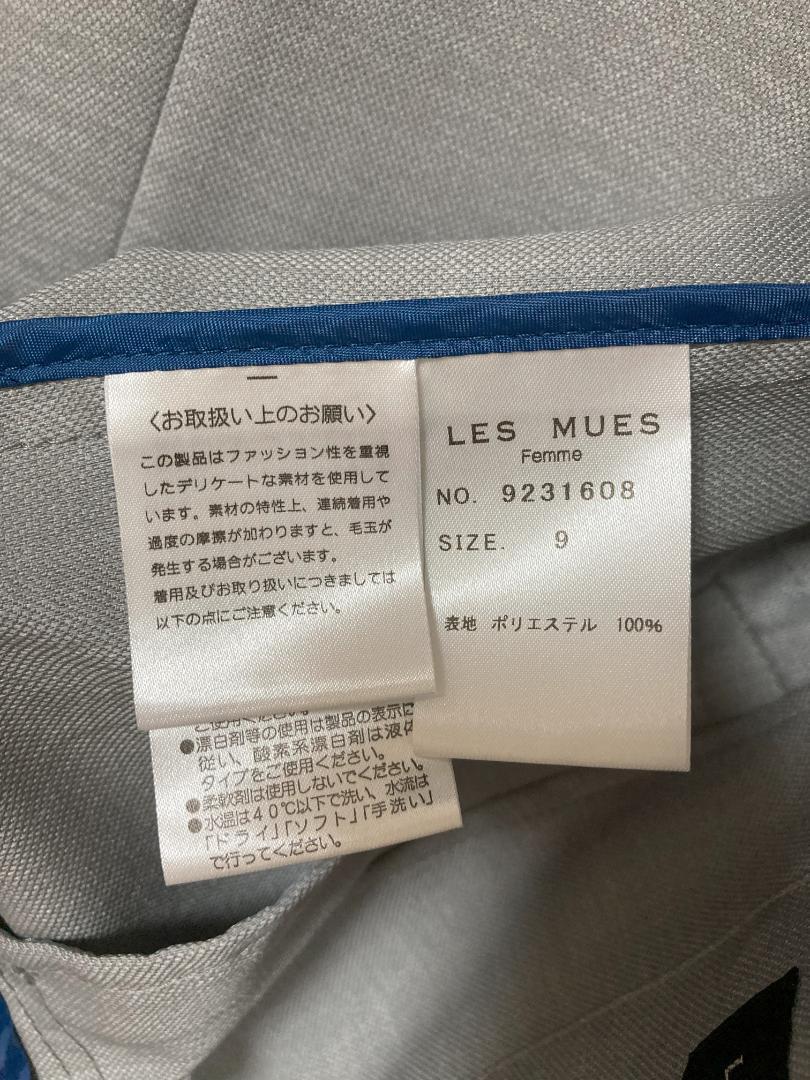 〈お取扱い上のお願い〉
この製品はファッション性を重視
したデリケートな素材を使用して
います。素材の特性上、連続着用や
過度の摩擦が加わりますと、毛玉が
発生する場合がございます。
着用及びお取り扱いにつきましては
以下の点にご注意ください。
ご使用ください。
●漂白剤等の使用は製品の表示に
従い、酸素系漂白剤は液体
タイプをご使用ください。
●柔軟剤は使用しないでください。
●水温は40℃以下で洗い、水流は
「ドライ」「ソフト」「手洗い」
で行ってください。
LES MUES
Femme
NO. 9231608
SIZE. 9
表地 ポリエステル 100%